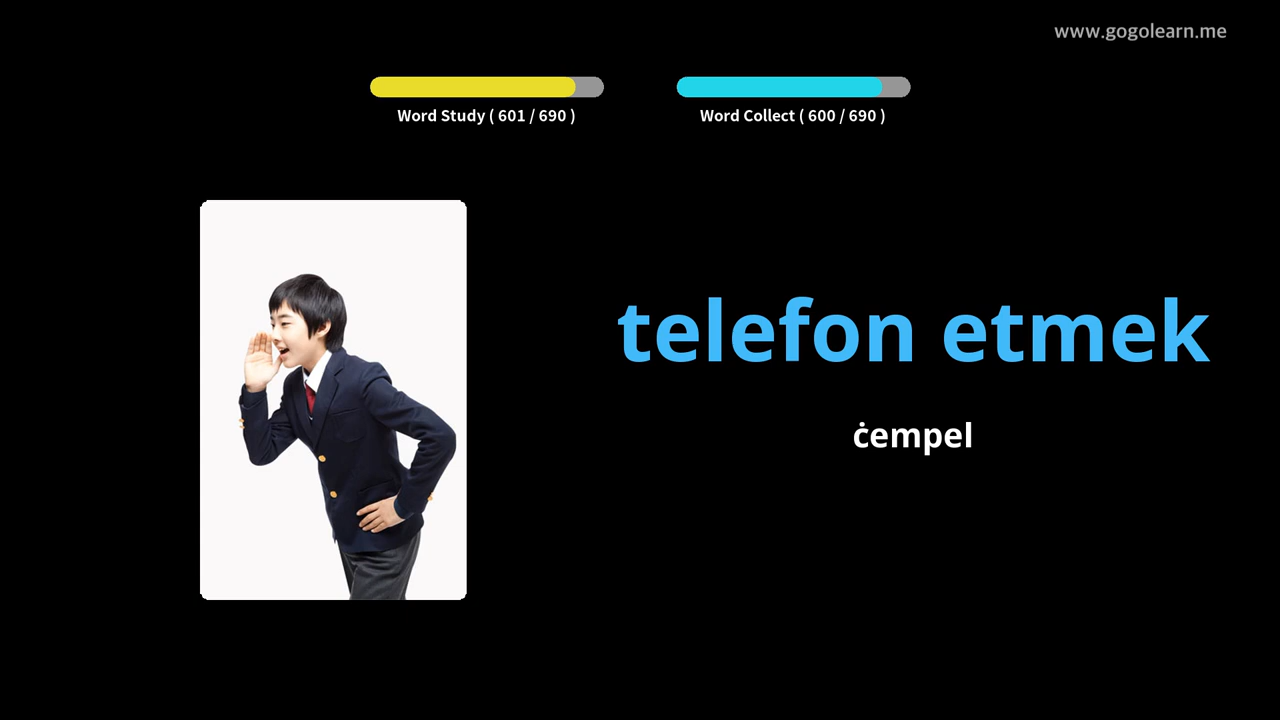 www.gogolearn.me
Word Study ( 601 / 690 )
Word Collect ( 600 / 690 )
telefon etmek
ċempel